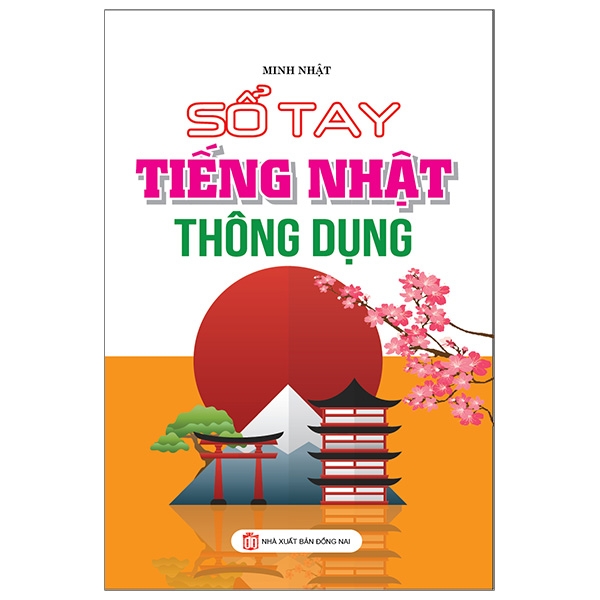 MINH NHẬT
SỔ TAY
TIẾNG NHẬT
THÔNG DỤNG
NHÀ XUẤT BẢN ĐỒNG NAI